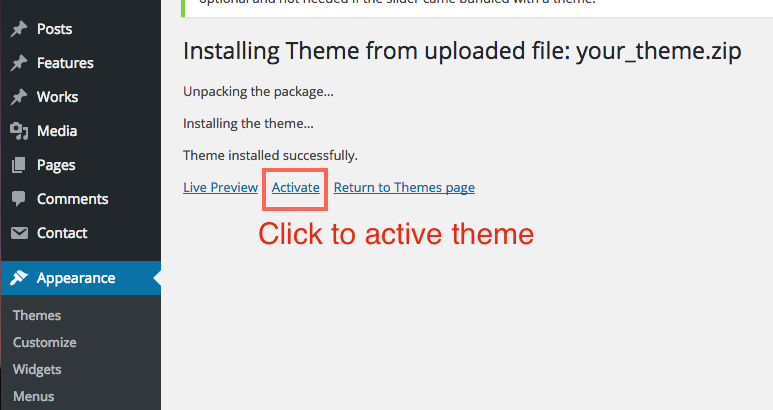 optional and not needed if the slider came bundled with a theme.
Posts
Features
Works
Media
Pages
Comments
Contact
Appearance
Themes
Customize
Widgets
Menus
Installing Theme from uploaded file: your_theme.zip
Unpacking the package...
Installing the theme...
Theme installed successfully.
Live Preview Activate Return to Themes page
Click to active theme